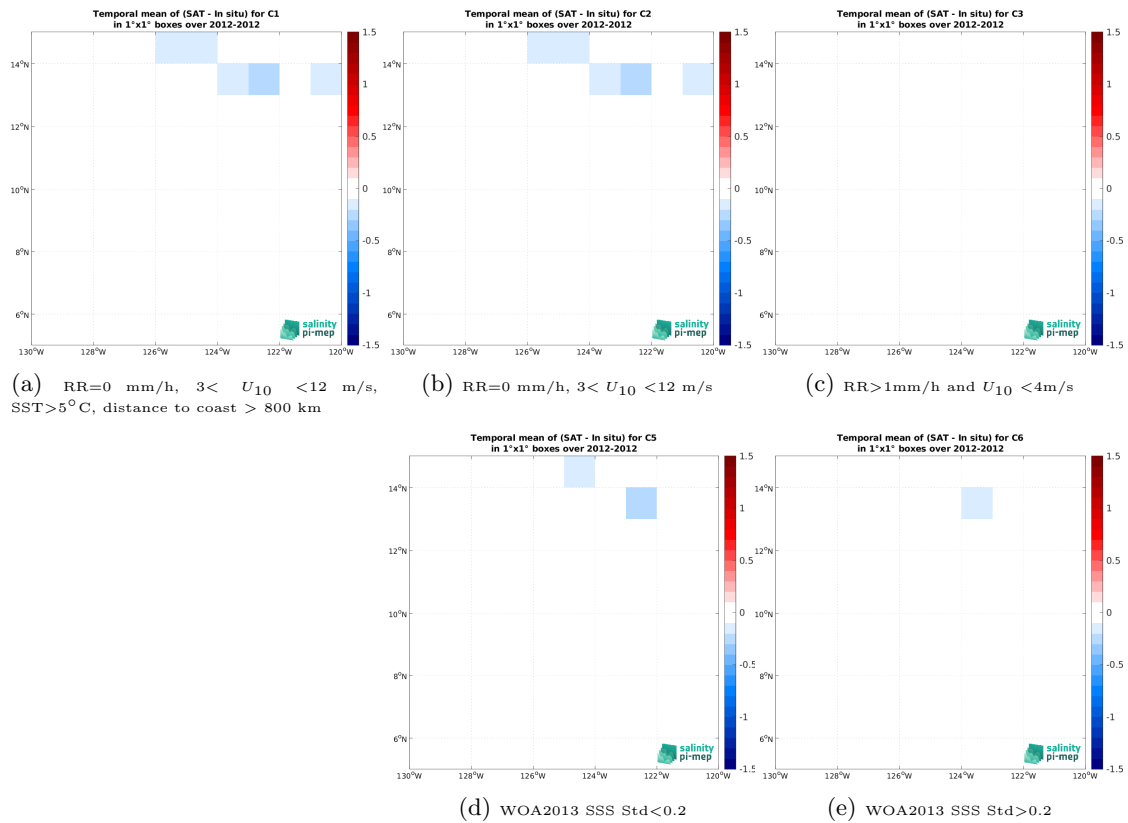 Temporal mean of (SAT - In situ) for C1
in 1°x1° boxes over 2012-2012
14°N
12°N
10°N
8°N
6°N
130°W
128°W
126°W
124°W
122°W
120°W
1.5
1
0.5
0
-0.5
-1
-1.5
salinity
pi-mep
(a) RR=0 mm/h, 3< U10 <12 m/s,
SST>5°C, distance to coast > 800 km
Temporal mean of (SAT - In situ) for C2
in 1°x1° boxes over 2012-2012
14°N
12°N
10°N
8°N
6°N
130°W
128°W
126°W
124°W
122°W
120°W
1.5
1
0.5
0
-0.5
-1
-1.5
salinity
pi-mep
(b) RR=0 mm/h, 3< U10 <12 m/s
Temporal mean of (SAT - In situ) for C3
in 1°x1° boxes over 2012-2012
14°N
12°N
10°N
8°N
6°N
130°W
128°W
126°W
124°W
122°W
120°W
1.5
1
0.5
0
-0.5
-1
-1.5
salinity
pi-mep
(c) RR>1mm/h and U10 <4m/s
Temporal mean of (SAT - In situ) for C5
in 1°x1° boxes over 2012-2012
14°N
12°N
10°N
8°N
6°N
130°W
128°W
126°W
124°W
122°W
120°W
1.5
1
0.5
0
-0.5
-1
-1.5
salinity
pi-mep
(d) WOA2013 SSS Std<0.2
Temporal mean of (SAT - In situ) for C6
in 1°x1° boxes over 2012-2012
14°N
12°N
10°N
8°N
6°N
130°W
128°W
126°W
124°W
122°W
120°W
1.5
1
0.5
0
-0.5
-1
-1.5
salinity
pi-mep
(e) WOA2013 SSS Std>0.2